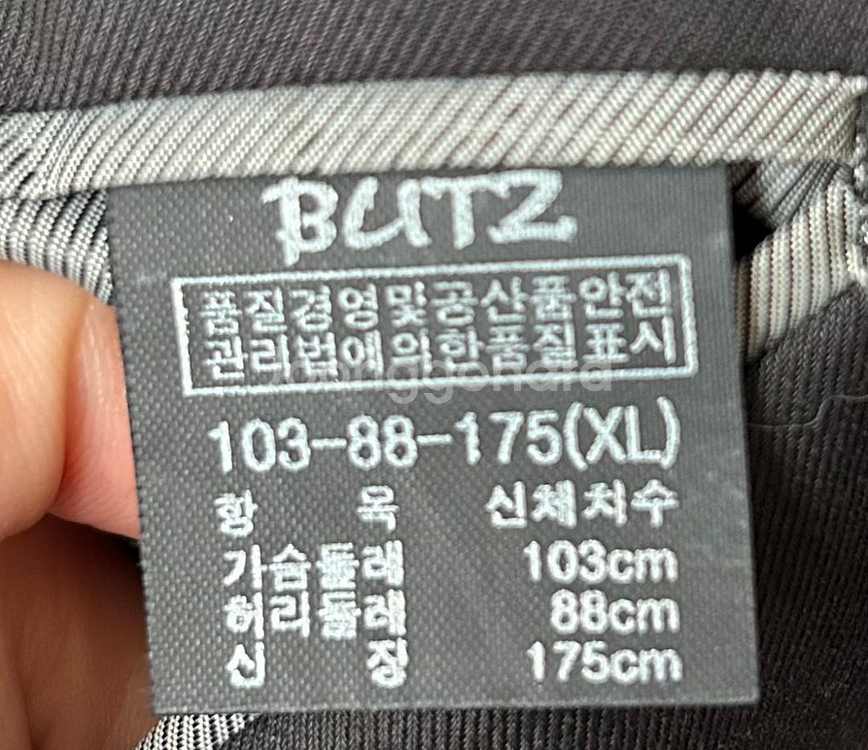 BUTZ
품질경영및공산품안전
관리법에의한품질표시
103-88-175(XL)
항 목 신체치수
가슴둘레 103cm
허리둘레 88cm
신 장 175cm